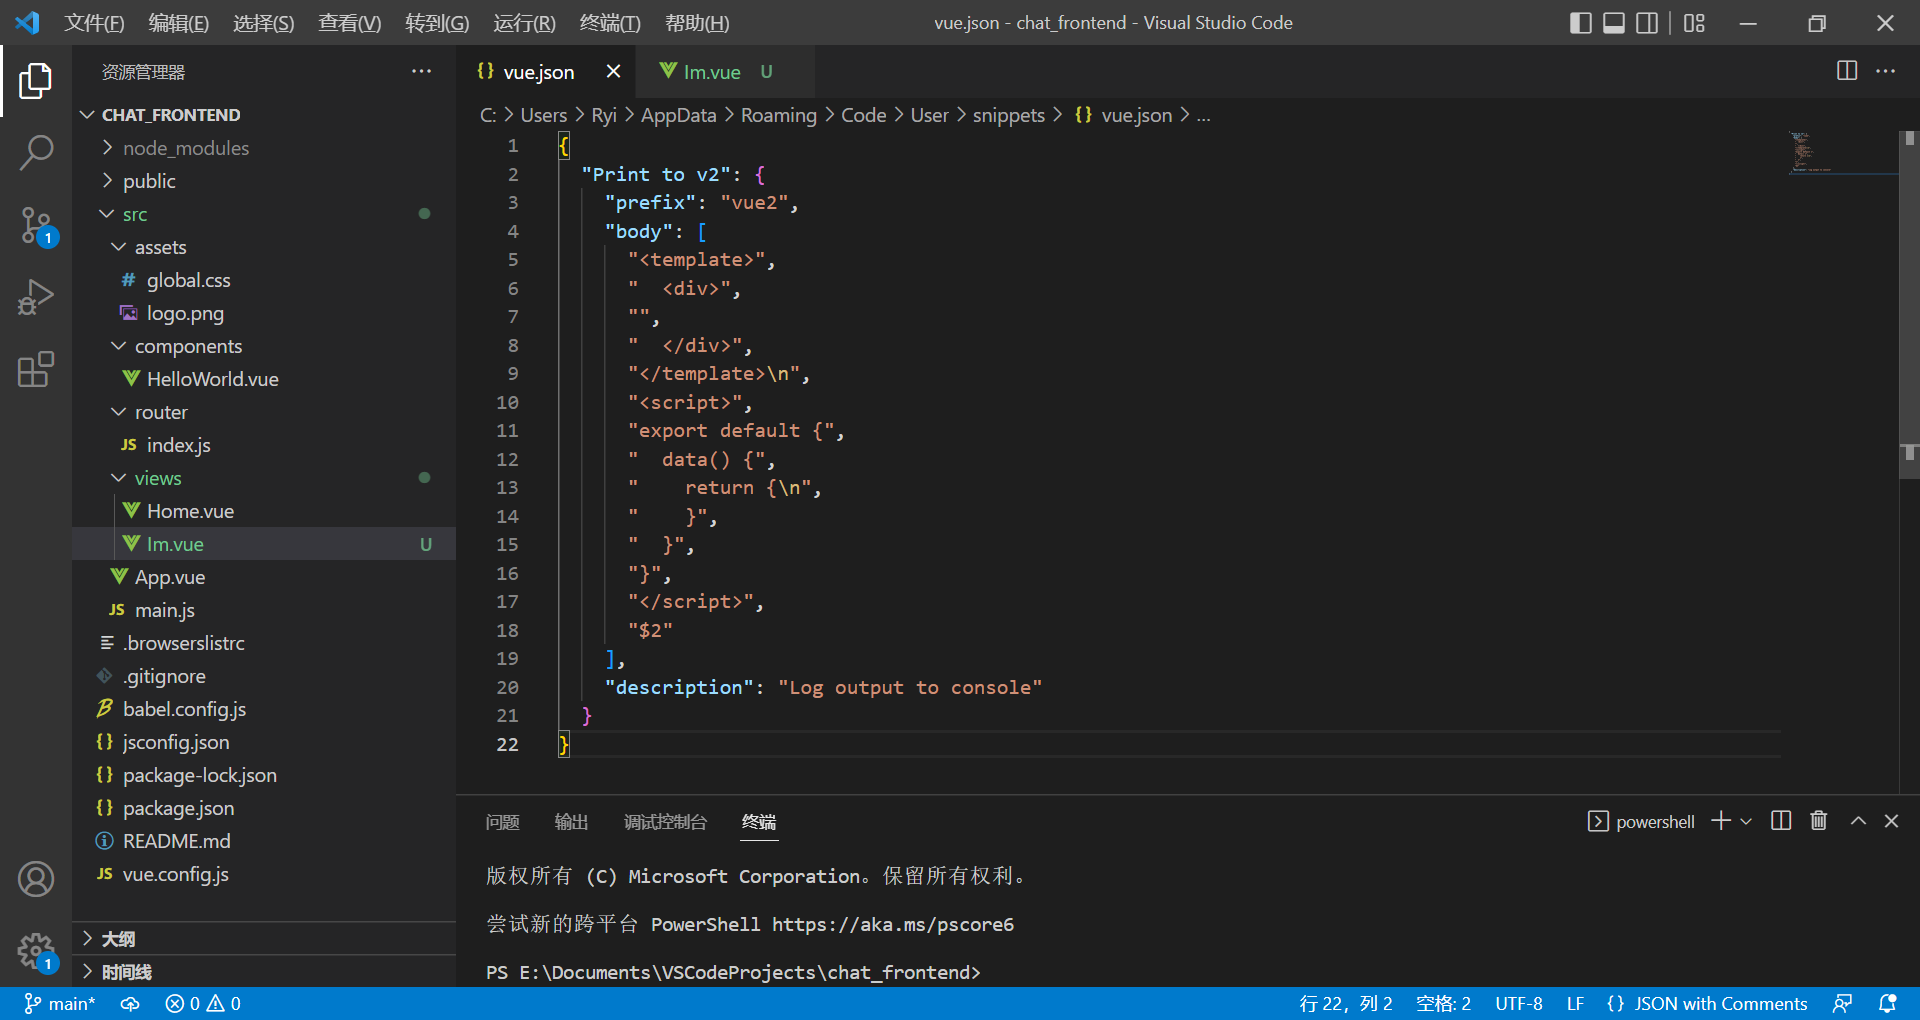 文件(F) 编辑(E) 选择(S) 查看(V) 转到(G) 运行(R) 终端(T) 帮助(H) vue.json - chat_frontend - Visual Studio Code
资源管理器 ···
CHAT_FRONTEND
node_modules
public
src
assets
# global.css
logo.png
components
HelloWorld.vue
router
JS index.js
views
Home.vue
Im.vue U
App.vue
JS main.js
.browserslistrc
.gitignore
babel.config.js
{} jsconfig.json
{} package-lock.json
{} package.json
README.md
JS vue.config.js
大纲
时间线
1
1
{} vue.json Im.vue U
C: > Users > Ryi > AppData > Roaming > Code > User > snippets > {} vue.json > ...
1 {
2 "Print to v2": {
3 "prefix": "vue2",
4 "body": [
5 "<template>",
6 "  <div>",
7 "",
8 "  </div>",
9 "</template>\n",
10 "<script>",
11 "export default {",
12 "  data() {",
13 "    return {\n",
14 "    }",
15 "  }",
16 "}",
17 "</script>",
18 "$2"
19 ],
20 "description": "Log output to console"
21 }
22 }
问题 输出 调试控制台 终端 powershell
版权所有 (C) Microsoft Corporation。保留所有权利。
尝试新的跨平台 PowerShell https://aka.ms/pscore6
PS E:\Documents\VSCodeProjects\chat_frontend>
main* 0 0 行 22，列 2 空格: 2 UTF-8 LF {} JSON with Comments